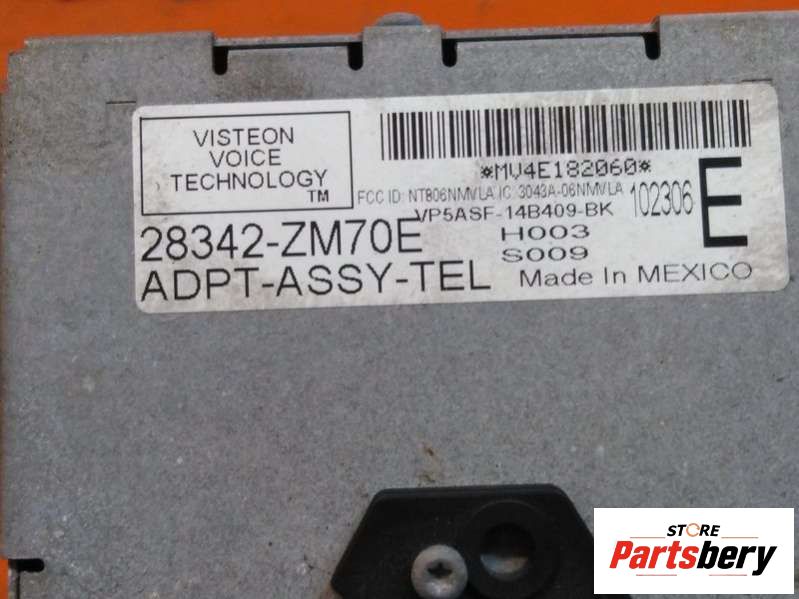 VISTEON
VOICE
TECHNOLOGY
TM
*MV4E182060*
FCC ID: NT806NMVLA IC: 3043A-06NMVLA
102306
E
VP5ASF-14B409-BK
28342-ZM70E
H003
S009
ADPT-ASSY-TEL
Made In MEXICO
STORE
Partsbery